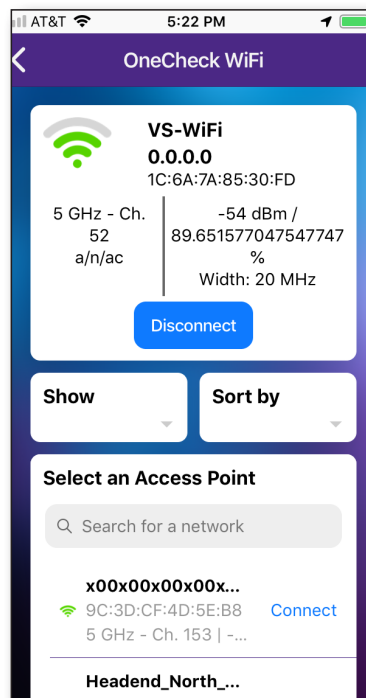 AT&T 5:22 PM
OneCheck WiFi
VS-WiFi
0.0.0.0
1C:6A:7A:85:30:FD
5 GHz - Ch.
52
a/n/ac
-54 dBm /
89.651577047547747
%
Width: 20 MHz
Disconnect
Show
Sort by
Select an Access Point
Search for a network
x00x00x00x00x...
9C:3D:CF:4D:5E:B8
5 GHz - Ch. 153 | -...
Connect
Headend_North_...